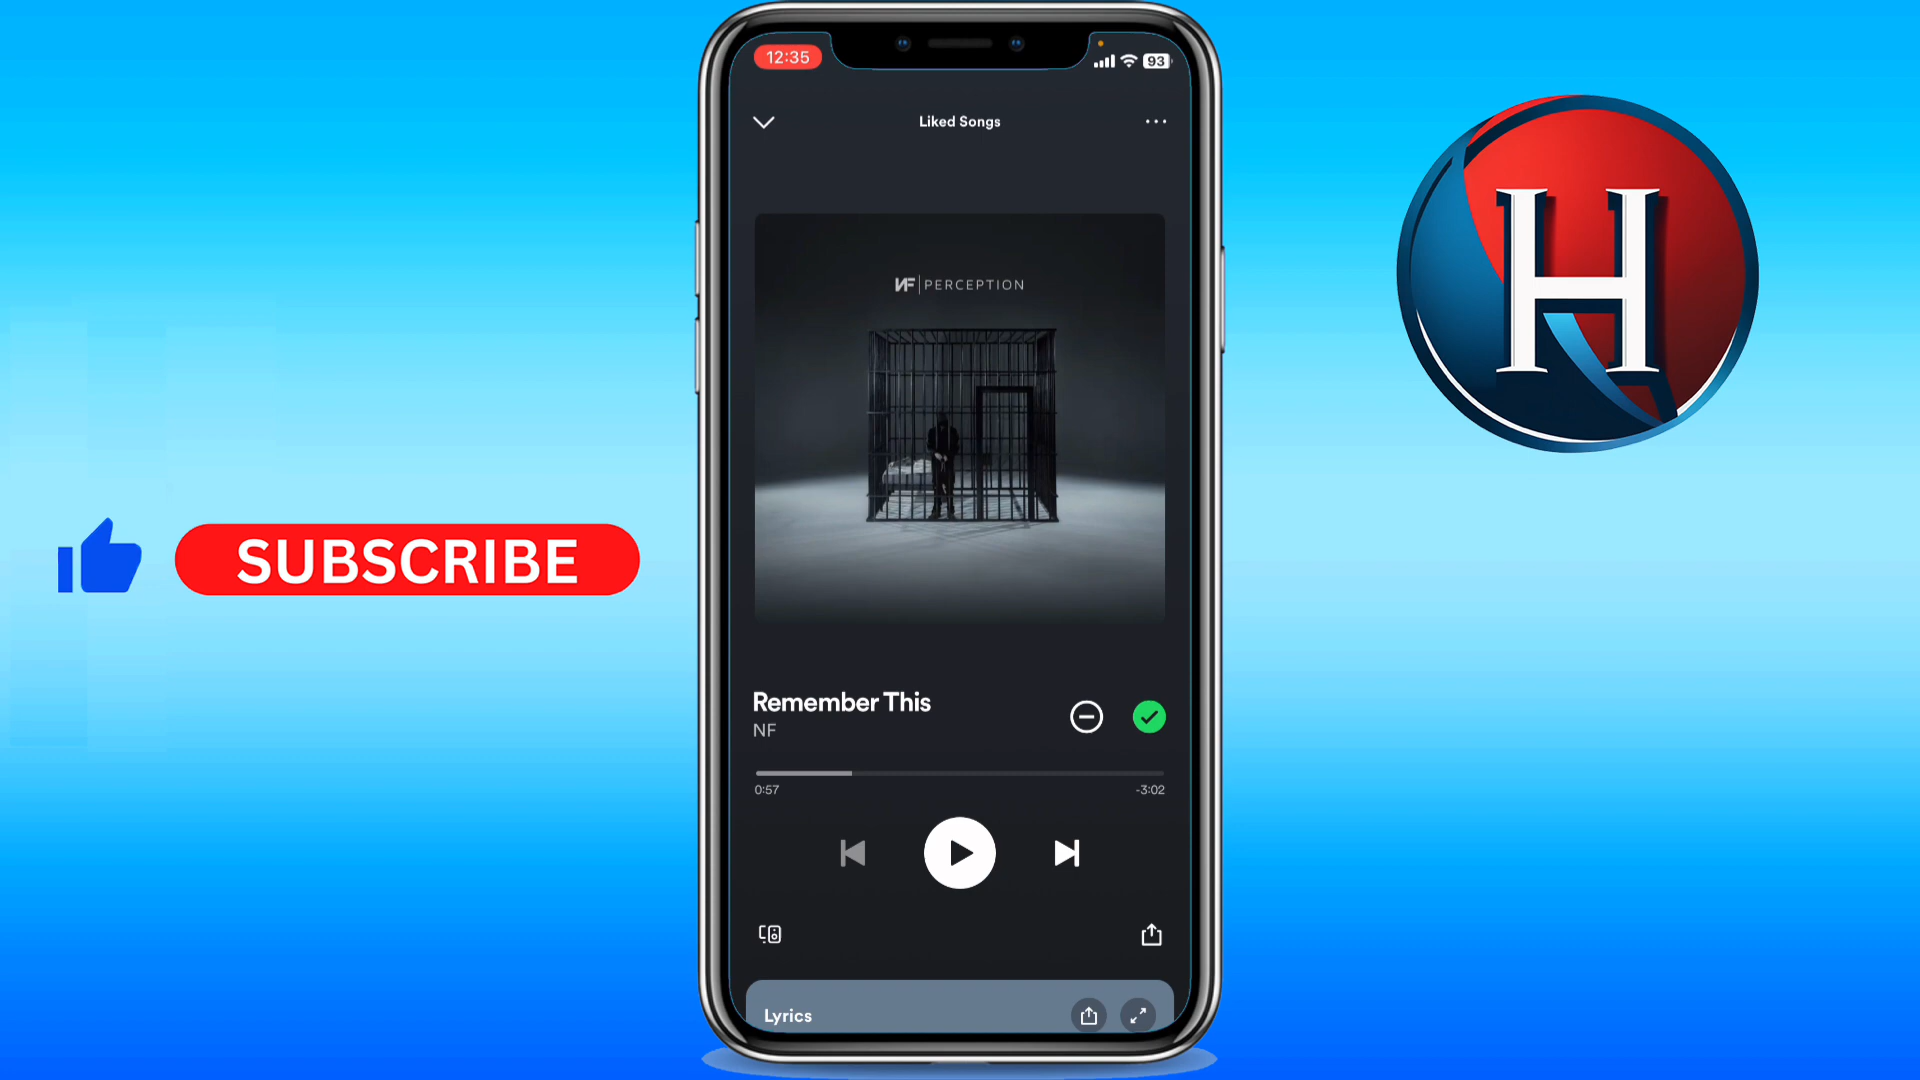 12:35
93
Liked Songs
NF | PERCEPTION
H
SUBSCRIBE
Remember This
NF
0:57
-3:02
Lyrics